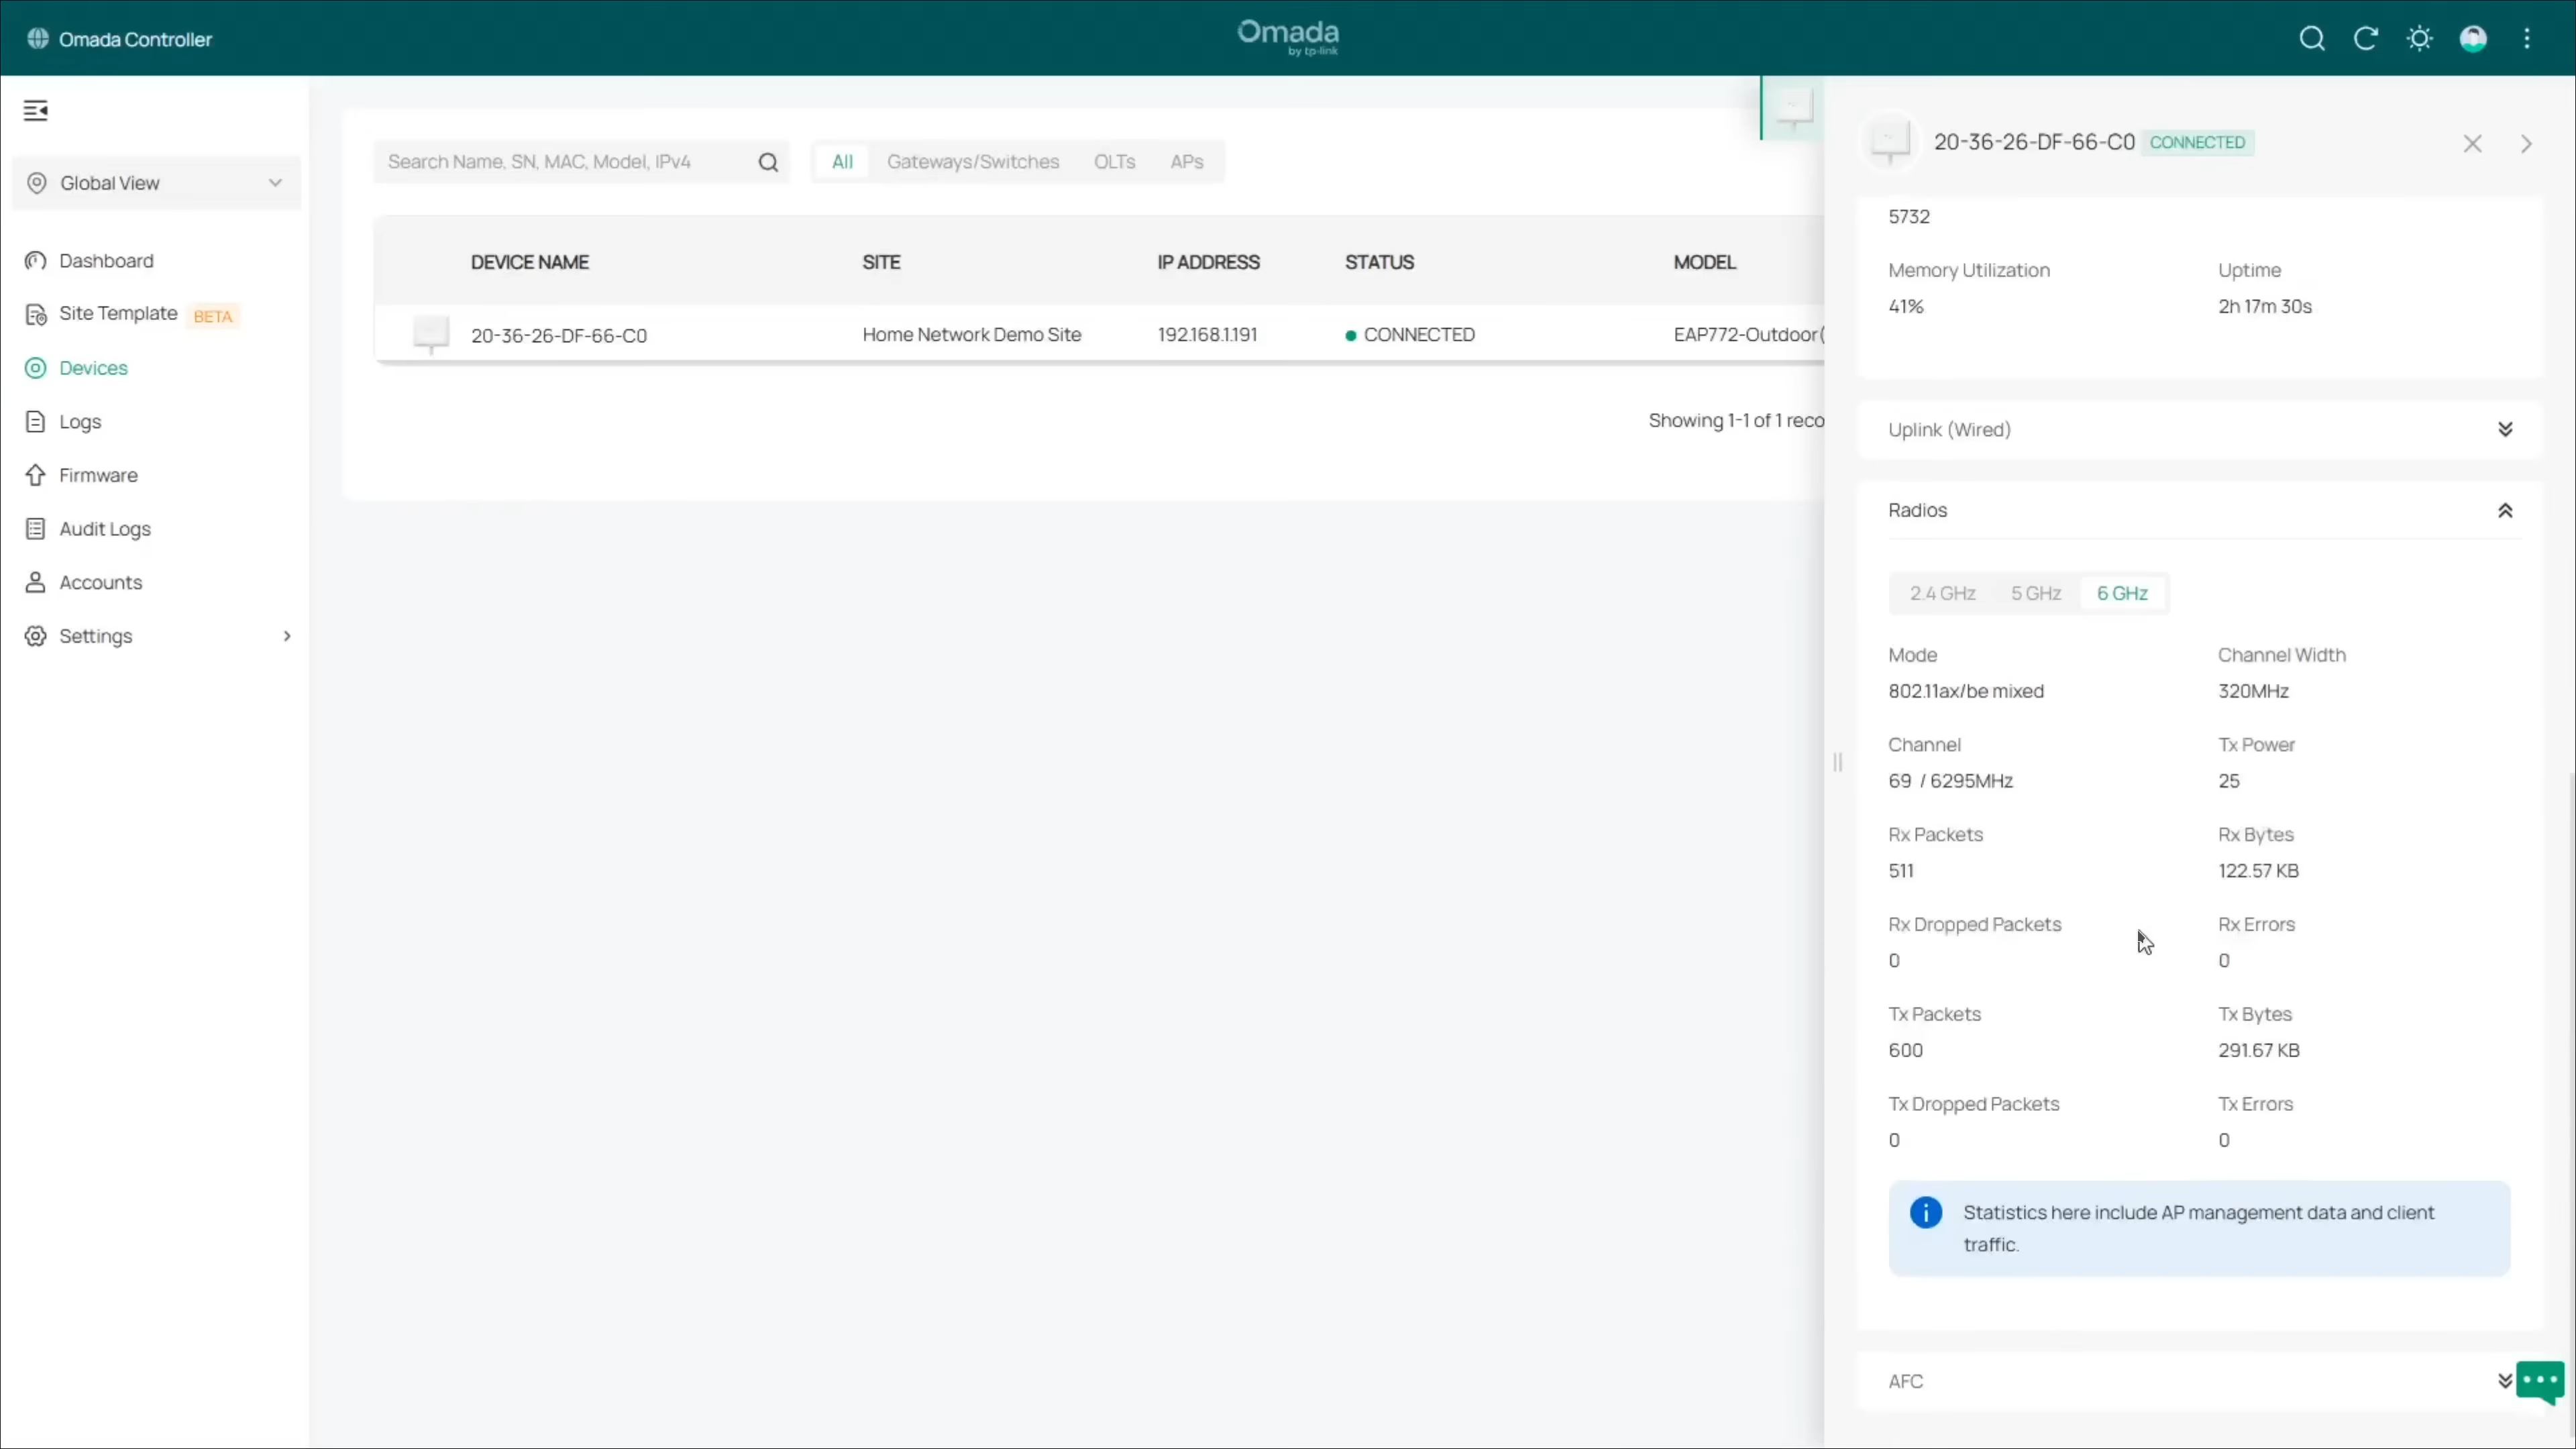 Omada Controller
Omada
by tp-link
Global View
Dashboard
Site Template BETA
Devices
Logs
Firmware
Audit Logs
Accounts
Settings
Search Name, SN, MAC, Model, IPv4
All Gateways/Switches OLTs APs
DEVICE NAME SITE IP ADDRESS STATUS MODEL
20-36-26-DF-66-C0 Home Network Demo Site 192.168.1.191 CONNECTED EAP772-Outdoor(
Showing 1-1 of 1 reco
20-36-26-DF-66-C0 CONNECTED
5732
Memory Utilization Uptime
41% 2h 17m 30s
Uplink (Wired)
Radios
2.4 GHz 5 GHz 6 GHz
Mode Channel Width
802.11ax/be mixed 320MHz
Channel Tx Power
69 / 6295MHz 25
Rx Packets Rx Bytes
511 122.57 KB
Rx Dropped Packets Rx Errors
0 0
Tx Packets Tx Bytes
600 291.67 KB
Tx Dropped Packets Tx Errors
0 0
Statistics here include AP management data and client
traffic.
AFC